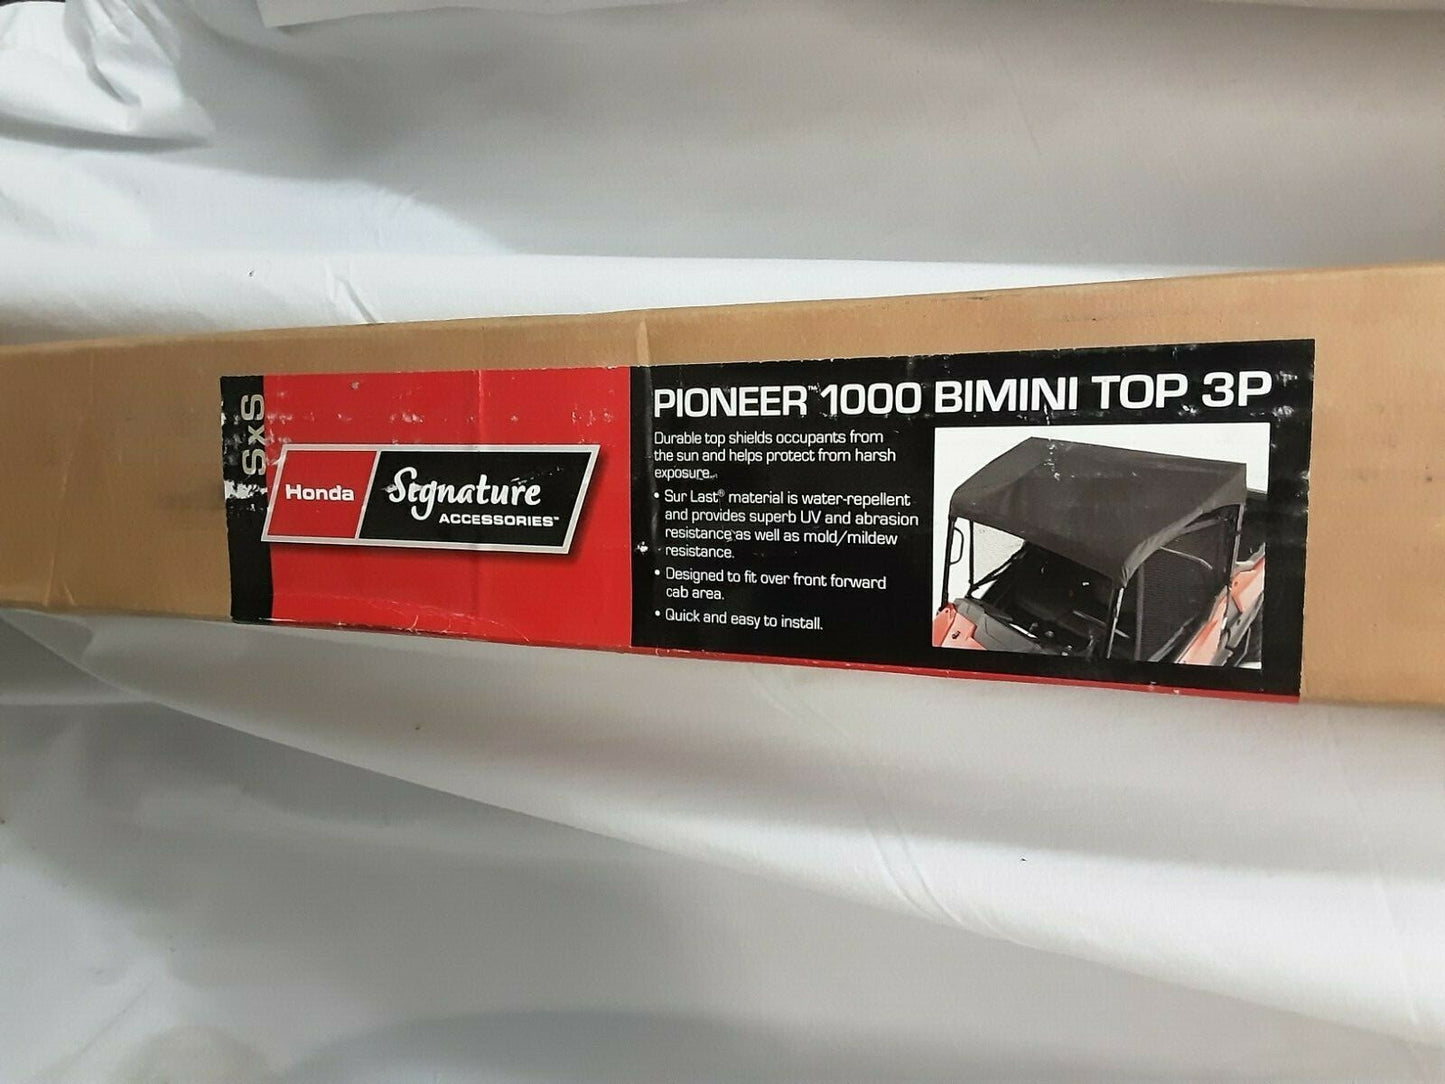 SxS
Honda
Signature
ACCESSORIES™
PIONEER™ 1000 BIMINI TOP 3P
Durable top shields occupants from
the sun and helps protect from harsh
exposure.
• Sur Last® material is water-repellent
and provides superb UV and abrasion
resistance as well as mold/mildew
resistance.
• Designed to fit over front forward
cab area.
• Quick and easy to install.